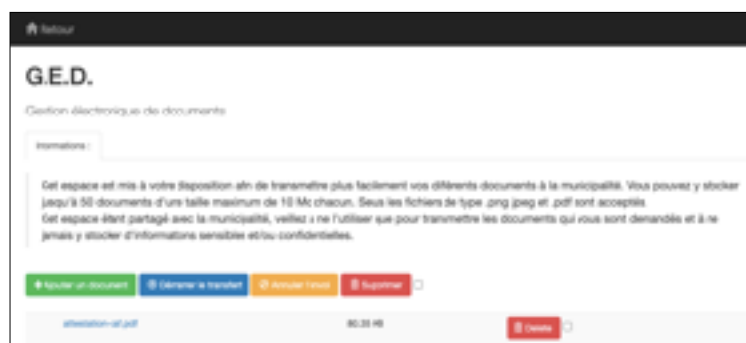 Retour
G.E.D.
Gestion électronique de documents
Informations :
Cet espace est mis à votre disposition afin de transmettre plus facilement vos différents documents à la municipalité. Vous pouvez y stocker
jusqu'à 50 documents d'une taille maximum de 10 Mo chacun. Seus les fichiers de type .png jpeg et .pdf sont acceptés
Cet espace étant partagé avec la municipalité, veillez à ne l'utiliser que pour transmettre les documents qui vous sont demandés et à ne
jamais y stocker d'informations sensibles et/ou confidentielles.
Ajouter un document Démarrer le transfert Annuler l'envoi Supprimer
attestation-af.pdf Delete